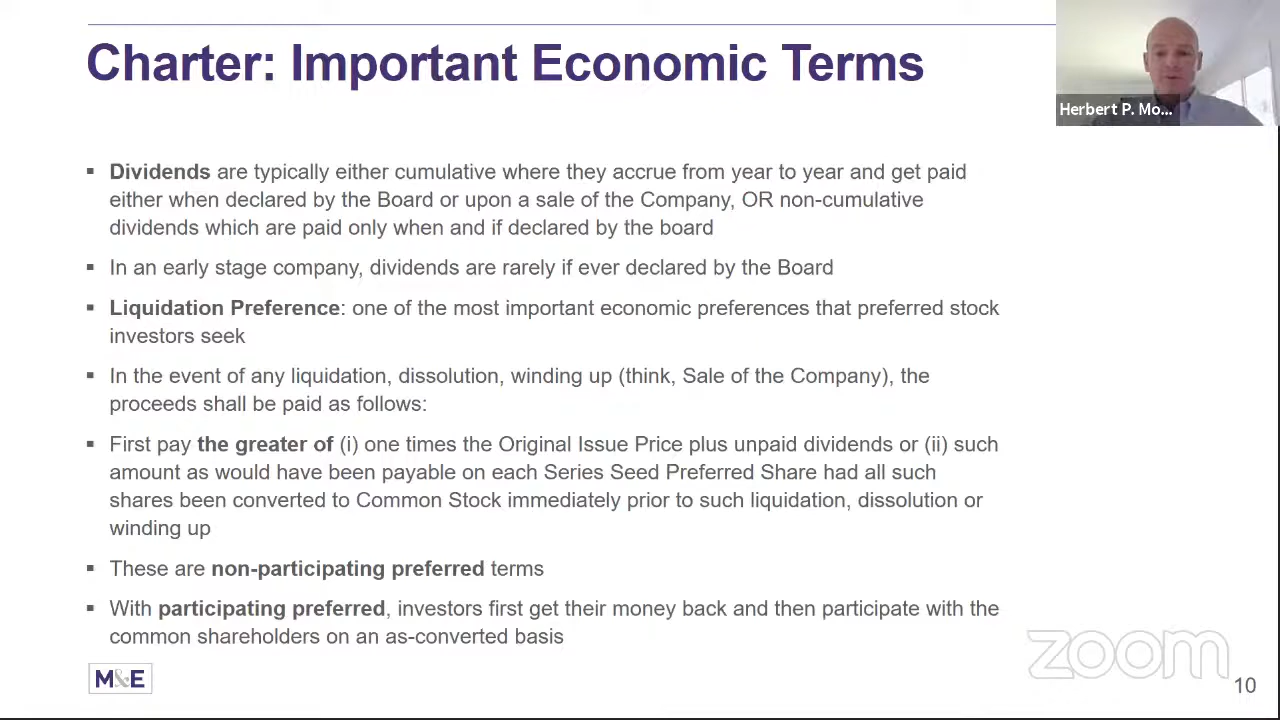 Charter: Important Economic Terms
Herbert P. Mo...
▪ Dividends are typically either cumulative where they accrue from year to year and get paid
either when declared by the Board or upon a sale of the Company, OR non-cumulative
dividends which are paid only when and if declared by the board
▪ In an early stage company, dividends are rarely if ever declared by the Board
▪ Liquidation Preference: one of the most important economic preferences that preferred stock
investors seek
▪ In the event of any liquidation, dissolution, winding up (think, Sale of the Company), the
proceeds shall be paid as follows:
▪ First pay the greater of (i) one times the Original Issue Price plus unpaid dividends or (ii) such
amount as would have been payable on each Series Seed Preferred Share had all such
shares been converted to Common Stock immediately prior to such liquidation, dissolution or
winding up
▪ These are non-participating preferred terms
▪ With participating preferred, investors first get their money back and then participate with the
common shareholders on an as-converted basis
M&E
zoom
10